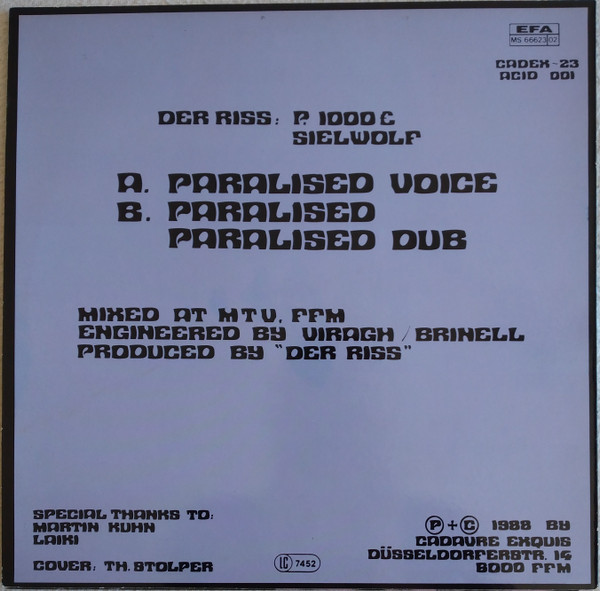 EFA
MS 66623 02
CADEX-23
ACID 001
DER RISS: P. 1000 £
SIELWOLF
A. PARALISED VOICE
B. PARALISED
PARALISED DUB
MIXED AT MTV, FFM
ENGINEERED BY VIRAGH / BRINELL
PRODUCED BY "DER RISS"
SPECIAL THANKS TO:
MARTIN KUHN
LAIKI
COVER: TH. STOLPER
LC 7452
Ⓟ + © 1988 BY
CADAVRE EXQUIS
DÜSSELDORFERSTR. 14
8000 FFM